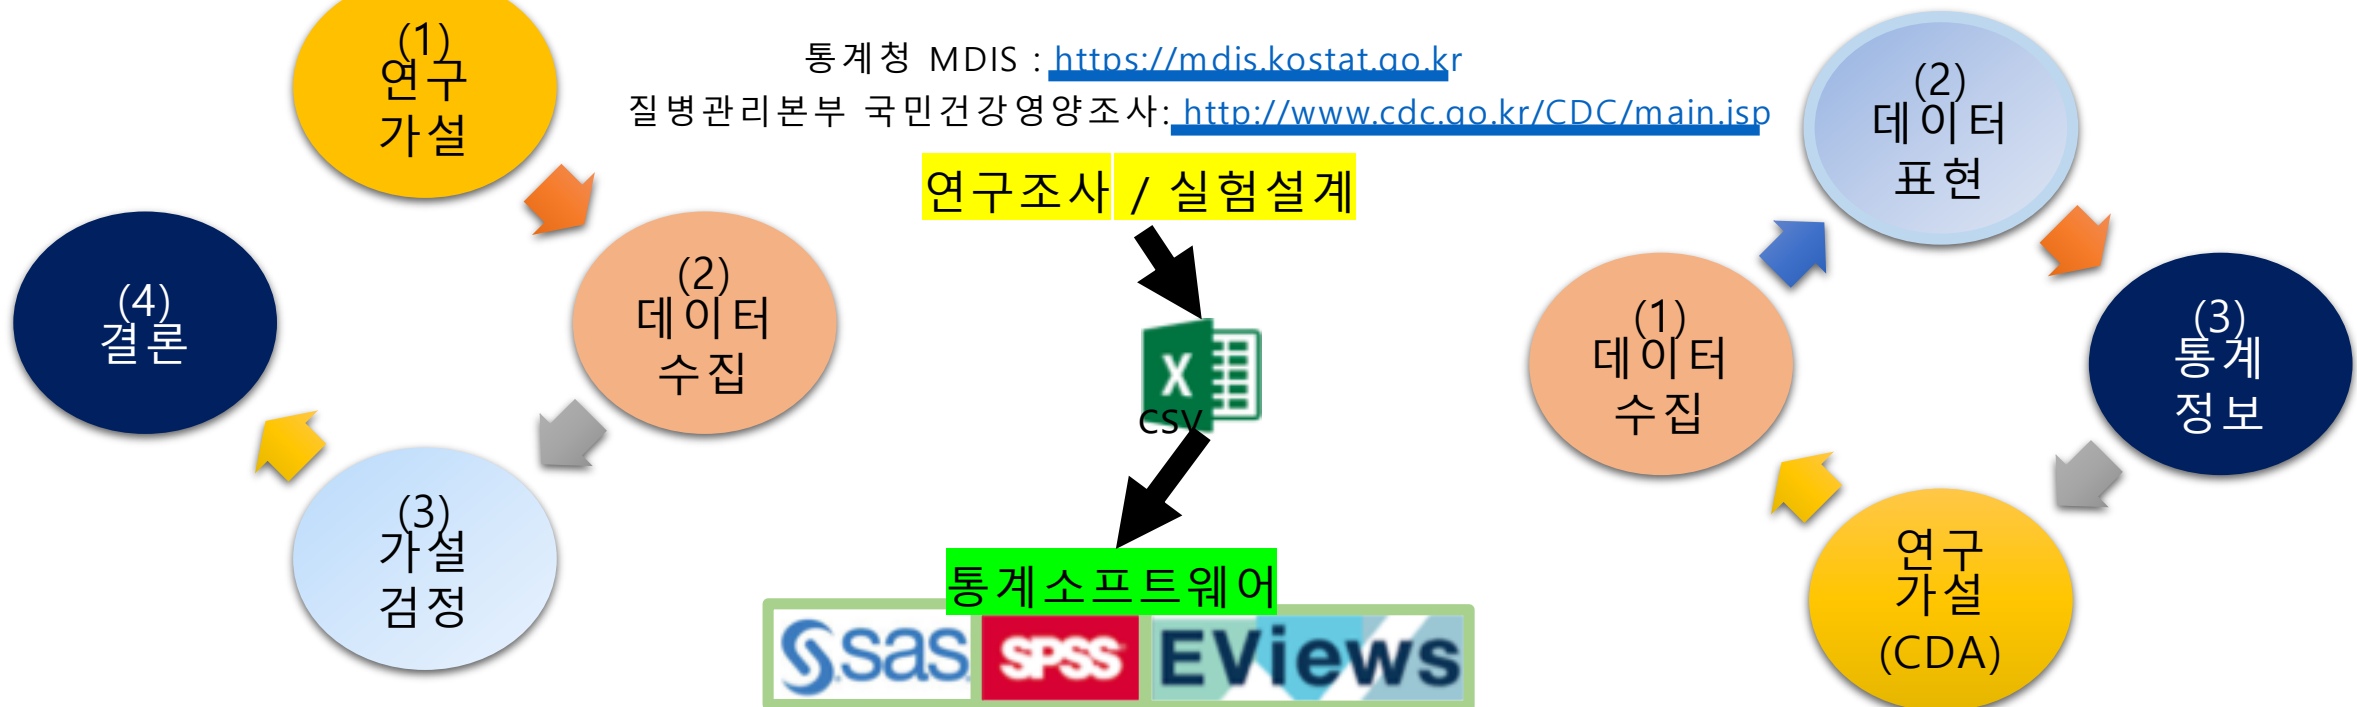 (1)
연구
가설
(2)
데이터
수집
(3)
가설
검정
(4)
결론
통계청 MDIS : https://mdis.kostat.go.kr
질병관리본부 국민건강영양조사: http://www.cdc.go.kr/CDC/main.jsp
연구조사 / 실험설계
X
csv
통계소프트웨어
sas
SPSS
EViews
(1)
데이터
수집
(2)
데이터
표현
(3)
통계
정보
연구
가설
(CDA)